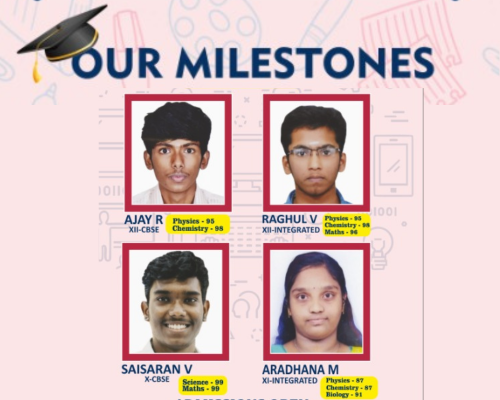 OUR MILESTONES
AJAY R
XII-CBSE
Physics - 95
Chemistry - 98
RAGHUL V
XII-INTEGRATED
Physics - 95
Chemistry - 98
Maths - 96
SAISARAN V
X-CBSE
Science - 99
Maths - 99
ARADHANA M
XI-INTEGRATED
Physics - 87
Chemistry - 87
Biology - 91